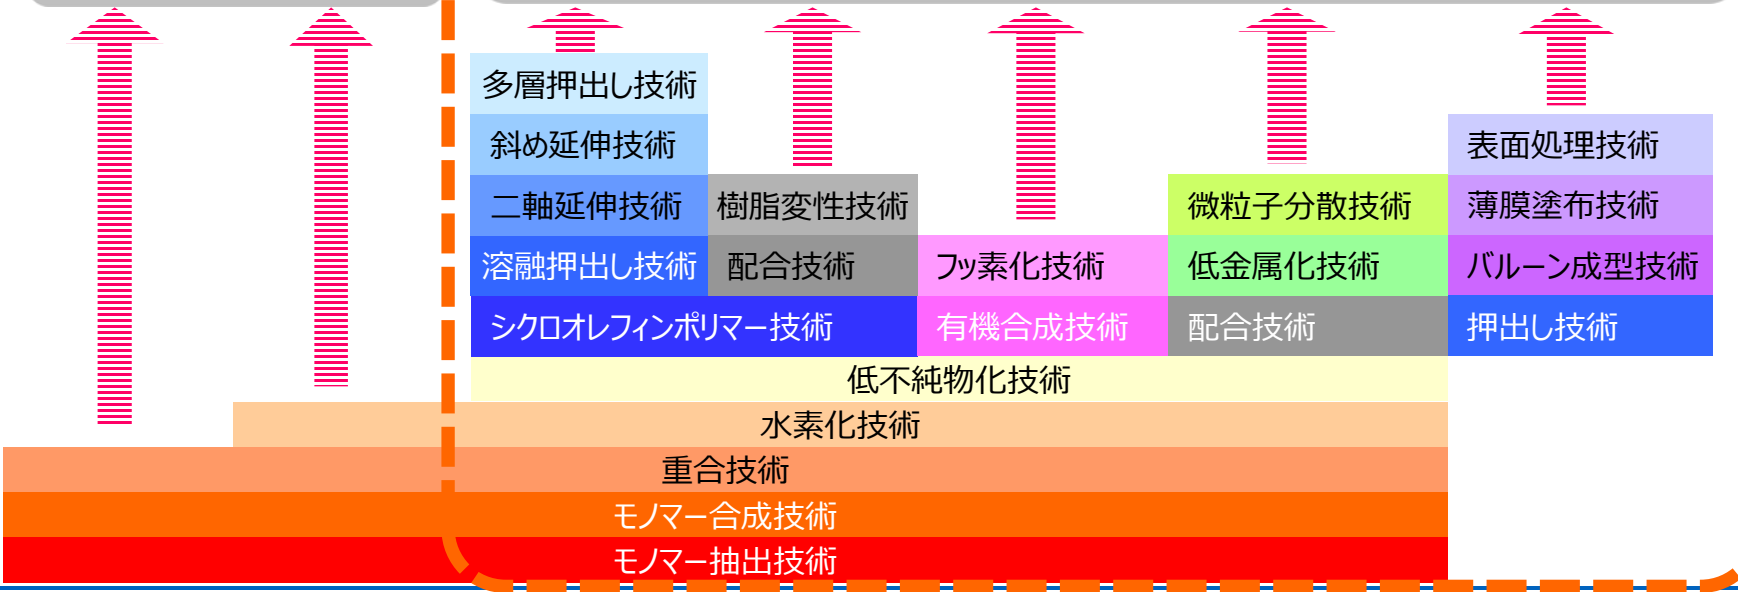 多層押出し技術
斜め延伸技術
表面処理技術
二軸延伸技術
樹脂変性技術
微粒子分散技術
薄膜塗布技術
溶融押出し技術
配合技術
フッ素化技術
低金属化技術
バルーン成型技術
シクロオレフィンポリマー技術
有機合成技術
配合技術
押出し技術
低不純物化技術
水素化技術
重合技術
モノマー合成技術
モノマー抽出技術